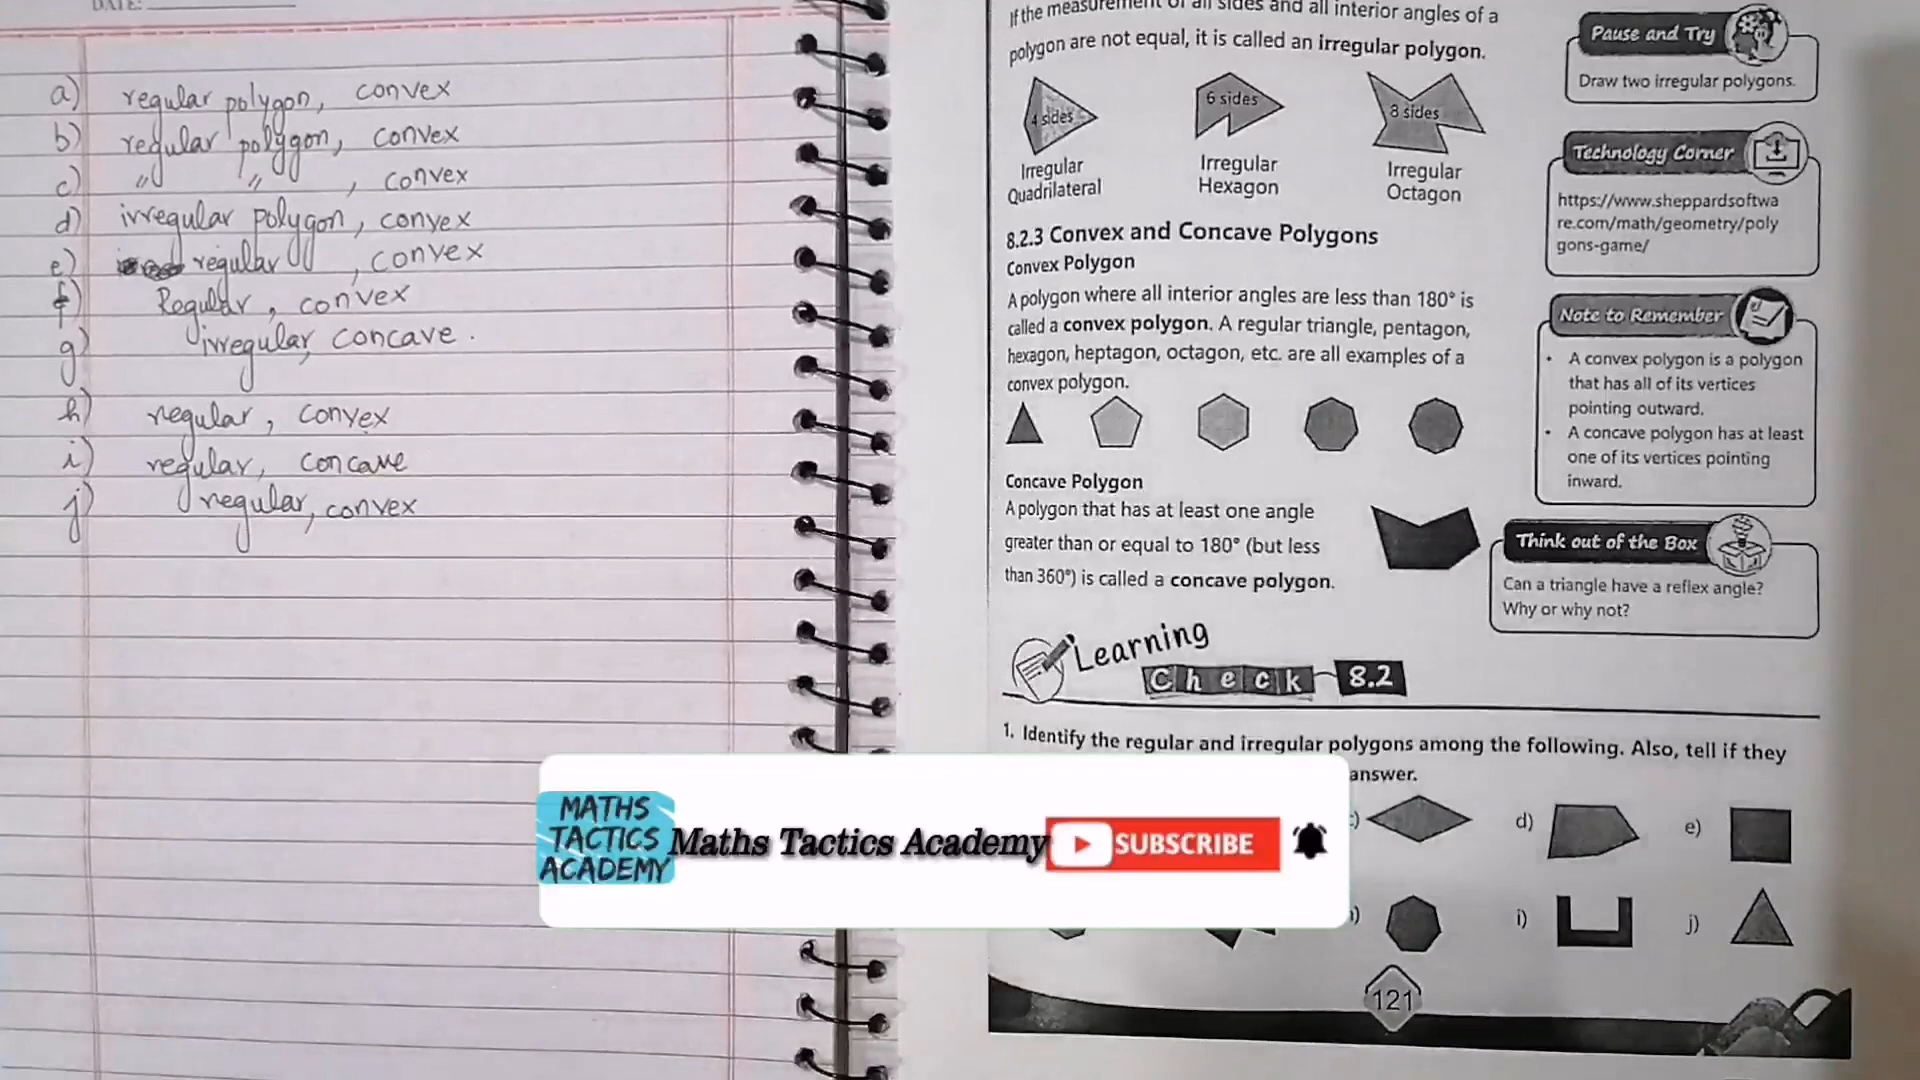 DATE:
a) regular polygon, convex
b) regular polygon, convex
c) " " , convex
d) irregular polygon, convex
e) regular , convex
f) Regular, convex
g) irregular, concave.
h) regular, convex
i) regular, concave
j) regular, convex
If the measurement of all sides and all interior angles of a
polygon are not equal, it is called an irregular polygon.
4 sides
6 sides
8 sides
Irregular
Quadrilateral
Irregular
Hexagon
Irregular
Octagon
8.2.3 Convex and Concave Polygons
Convex Polygon
A polygon where all interior angles are less than 180° is
called a convex polygon. A regular triangle, pentagon,
hexagon, heptagon, octagon, etc. are all examples of a
convex polygon.
Concave Polygon
A polygon that has at least one angle
greater than or equal to 180° (but less
than 360°) is called a concave polygon.
Pause and Try
Draw two irregular polygons.
Technology Corner
https://www.sheppardsoftwa
re.com/math/geometry/poly
gons-game/
Note to Remember
• A convex polygon is a polygon
that has all of its vertices
pointing outward.
• A concave polygon has at least
one of its vertices pointing
inward.
Think out of the Box
Can a triangle have a reflex angle?
Why or why not?
Learning
Check 8.2
1. Identify the regular and irregular polygons among the following. Also, tell if they
answer.
d)
e)
i)
j)
121
MATHS
TACTICS
ACADEMY
Maths Tactics Academy
SUBSCRIBE